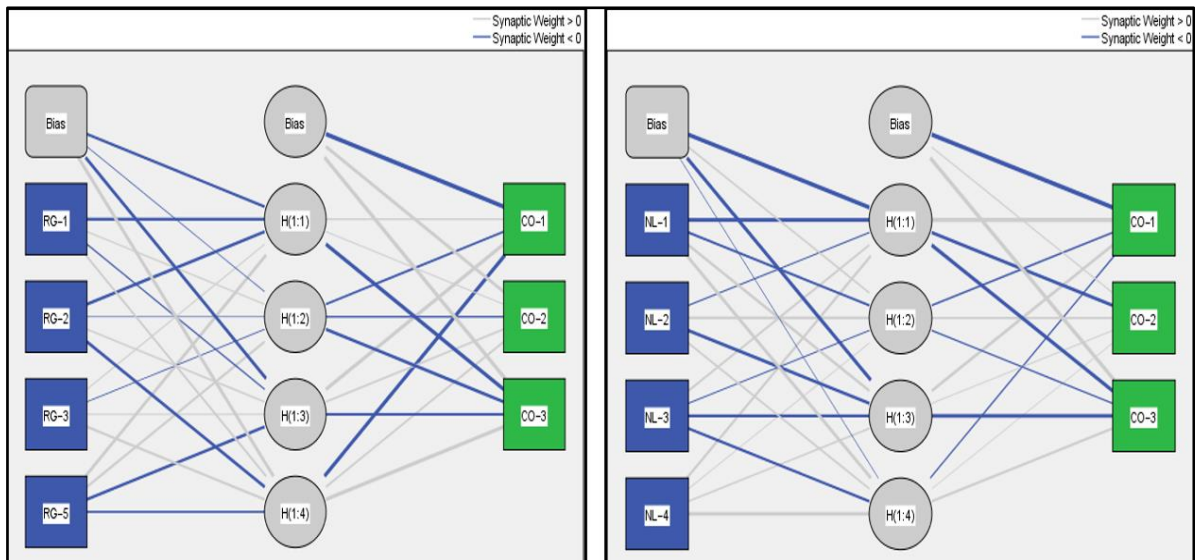 Synaptic Weight > 0
Synaptic Weight < 0
Bias
Bias
RG-1
H(1:1)
CO-1
RG-2
H(1:2)
CO-2
RG-3
H(1:3)
CO-3
RG-5
H(1:4)
Synaptic Weight > 0
Synaptic Weight < 0
Bias
Bias
NL-1
H(1:1)
CO-1
NL-2
H(1:2)
CO-2
NL-3
H(1:3)
CO-3
NL-4
H(1:4)